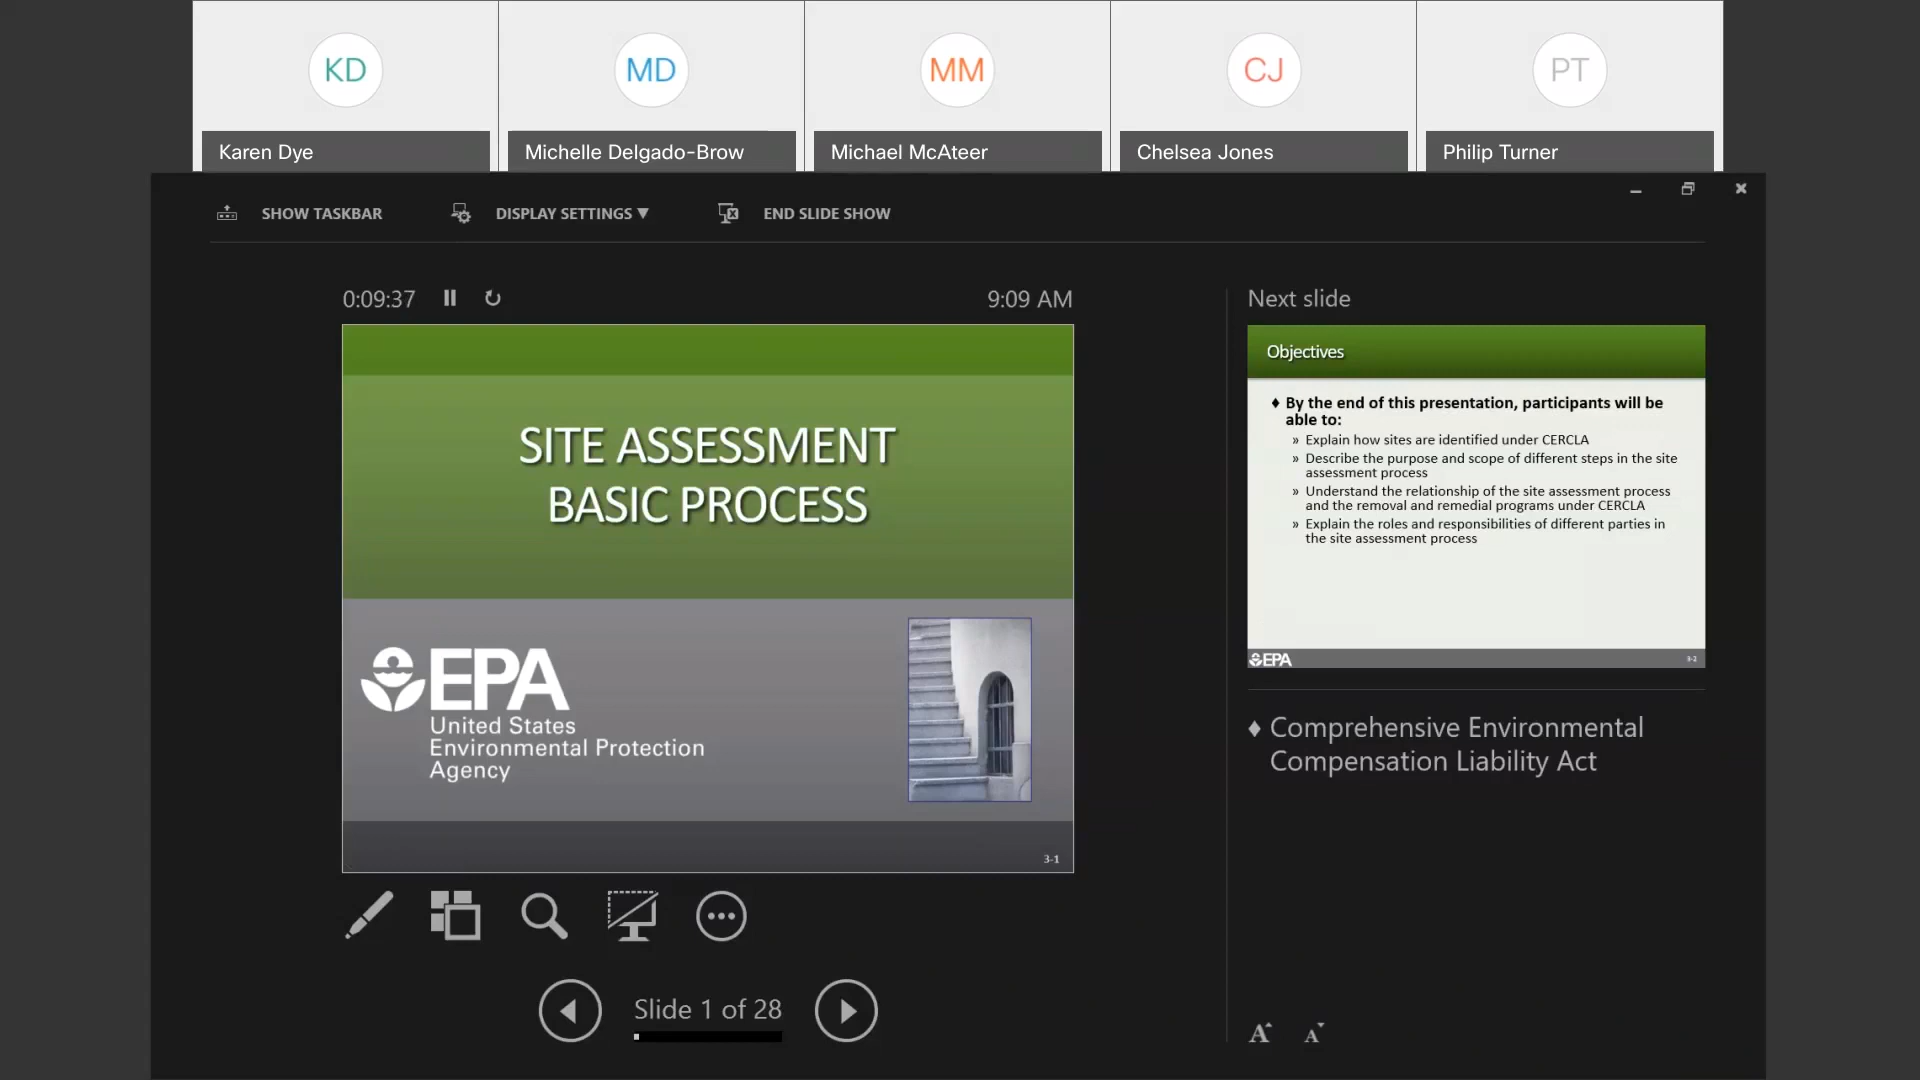 KD
MD
MM
CJ
PT
Karen Dye
Michelle Delgado-Brow
Michael McAteer
Chelsea Jones
Philip Turner
SHOW TASKBAR
DISPLAY SETTINGS ▼
END SLIDE SHOW
0:09:37
9:09 AM
SITE ASSESSMENT
BASIC PROCESS
EPA
United States
Environmental Protection
Agency
3-1
Slide 1 of 28
Next slide
Objectives
♦ By the end of this presentation, participants will be
able to:
» Explain how sites are identified under CERCLA
» Describe the purpose and scope of different steps in the site
assessment process
» Understand the relationship of the site assessment process
and the removal and remedial programs under CERCLA
» Explain the roles and responsibilities of different parties in
the site assessment process
EPA
3-2
♦ Comprehensive Environmental
Compensation Liability Act
A A